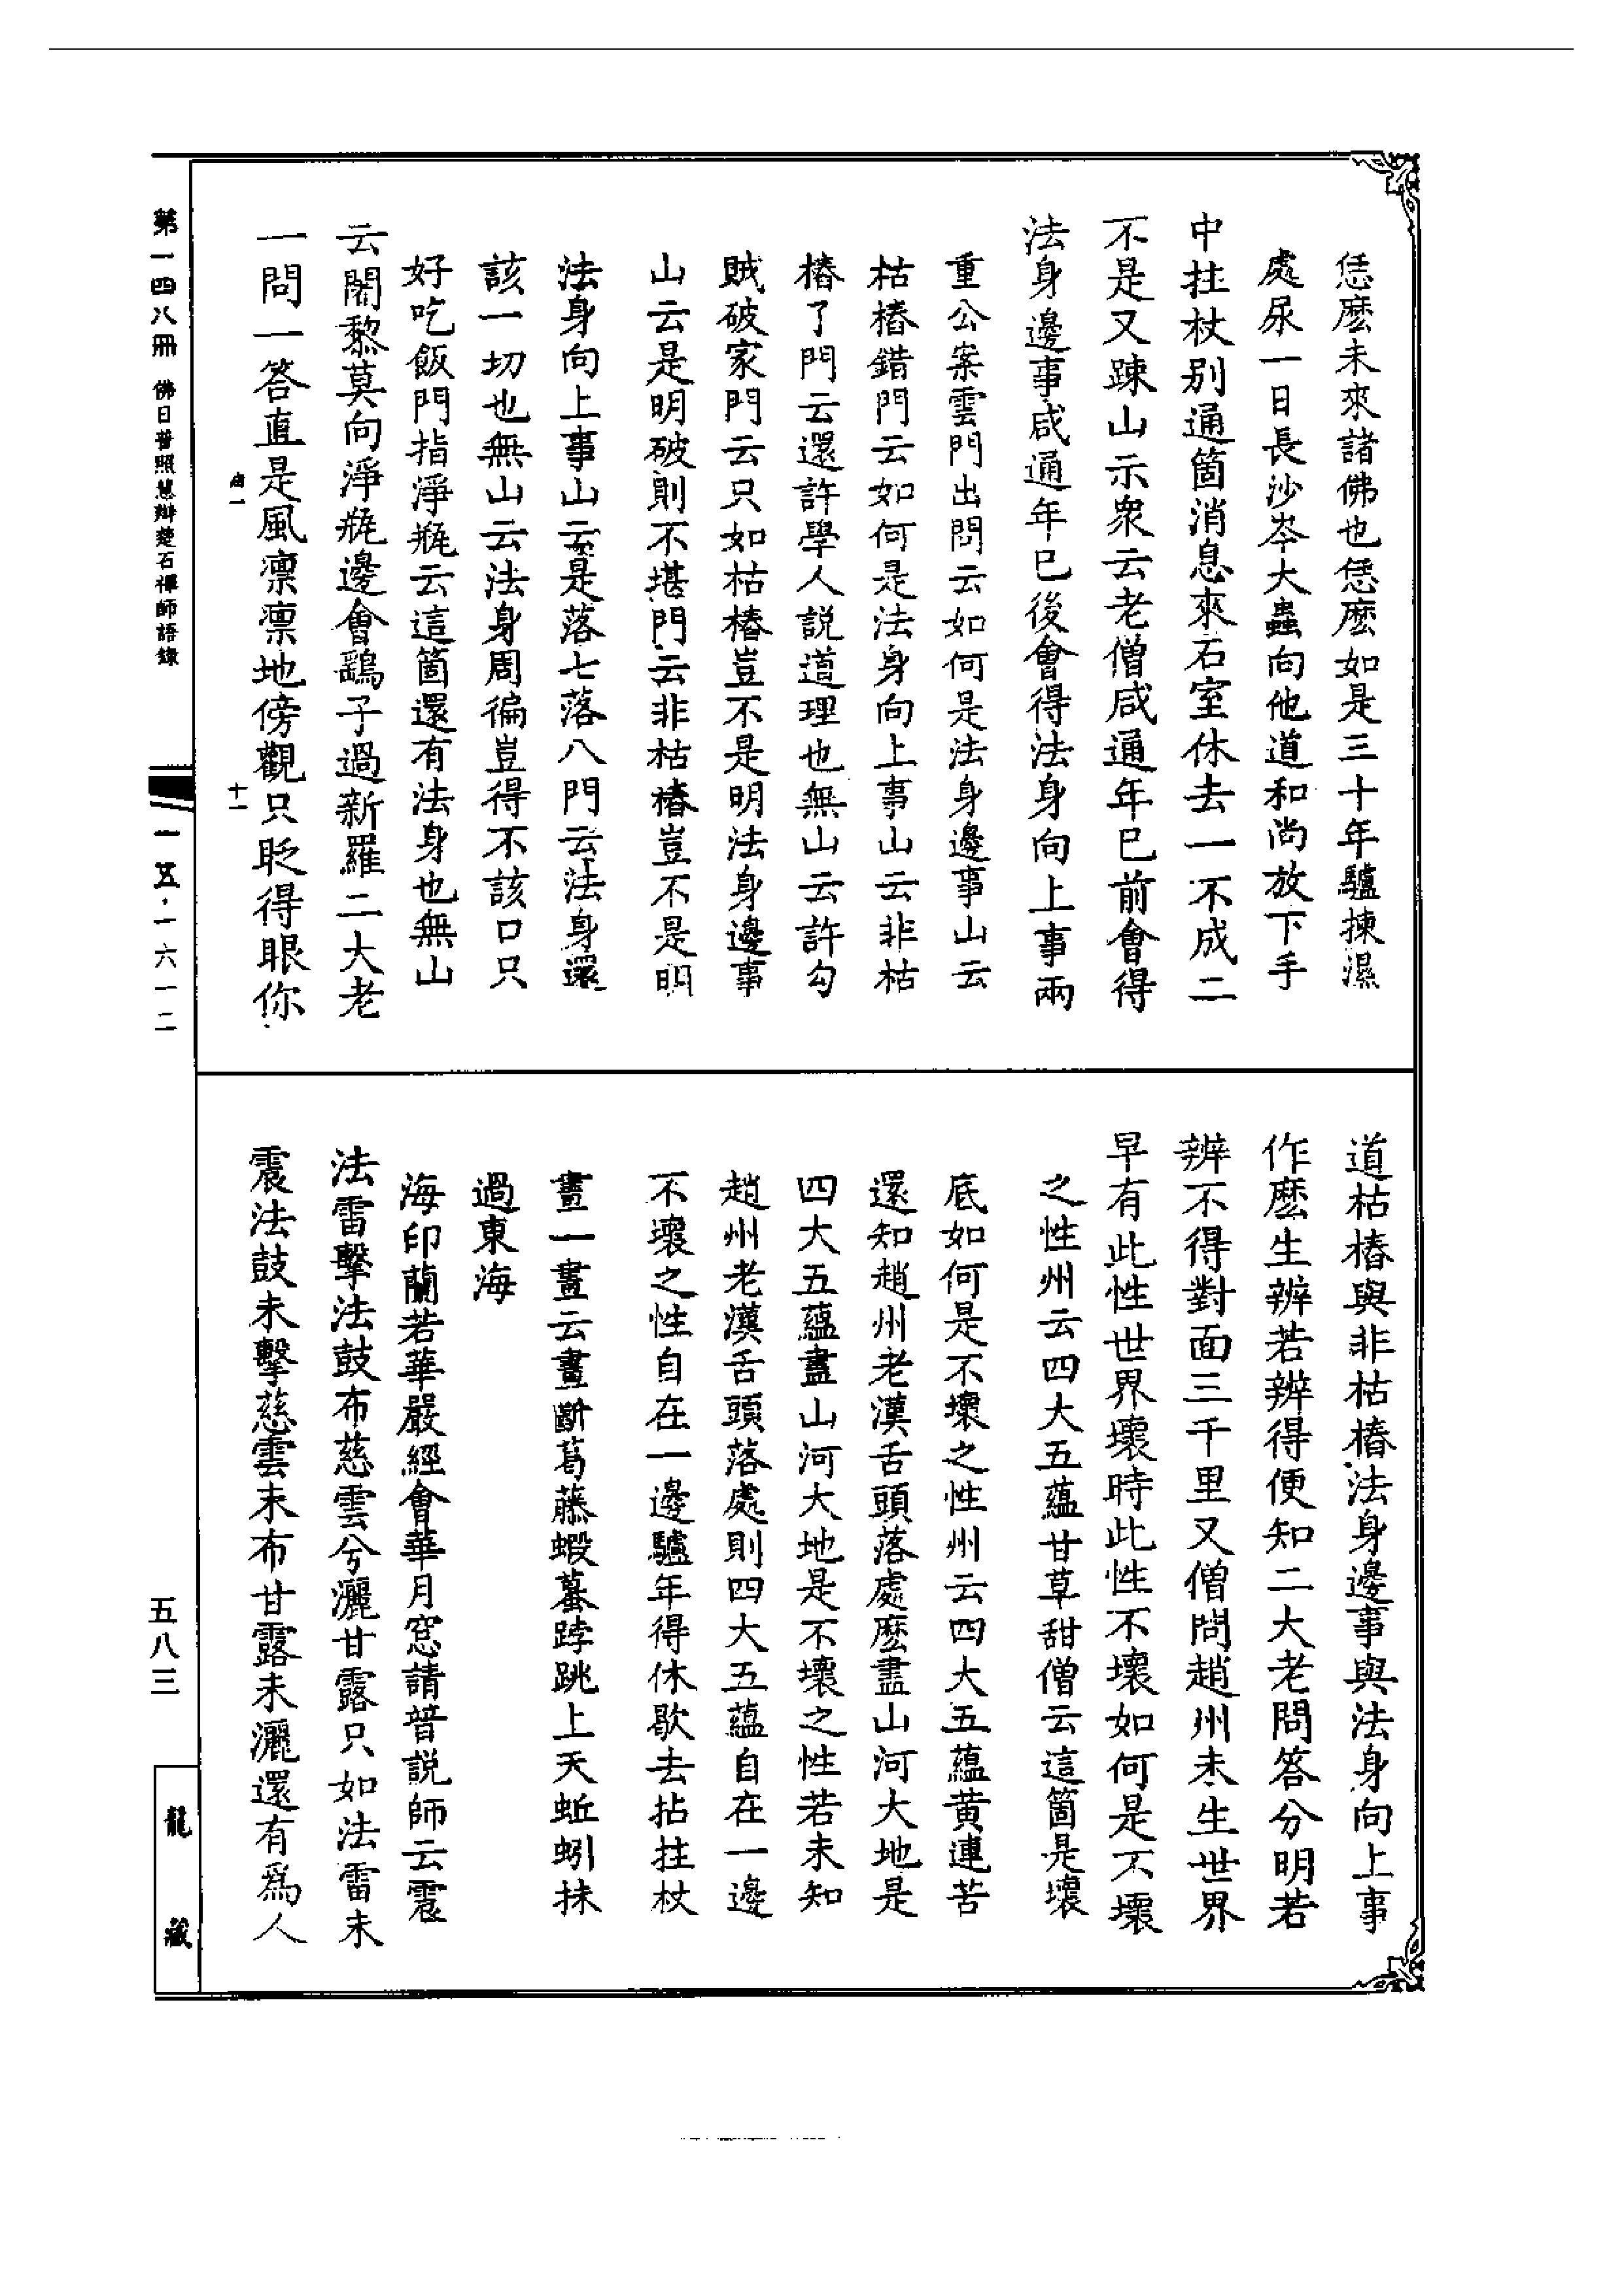 恁麽未來諸佛也恁麽如是三十年驢揀濕
處尿一日長沙岑大蟲向他道和尚放下手
中拄杖别通箇消息來石室休去一不成二
不是又踈山示衆云老僧咸通年已前會得
法身邊事咸通年已後會得法身向上事兩
重公案雲門出問云如何是法身邊事山云
枯樁錯門云如何是法身向上事山云非枯
樁了門云還許學人説道理也無山云許勾
賊破家門云只如枯樁豈不是明法身邊事
山云是明破則不堪門云非枯樁豈不是明
法身向上事山云是落七落八門云法身還
該一切也無山云法身周徧豈得不該口只
好吃飯門指淨瓶云這箇還有法身也無山
云闍黎莫向淨瓶邊會鷂子過新羅二大老
一問一答直是風凛凛地傍觀只眨得眼你
道枯樁與非枯樁法身邊事與法身向上事
作麽生辨若辨得便知二大老問答分明若
辨不得對面三千里又僧問趙州未生世界
早有此性世界壞時此性不壞如何是不壞
之性州云四大五蘊甘草甜僧云這箇是壞
底如何是不壞之性州云四大五蘊黄連苦
還知趙州老漢舌頭落處麽盡山河大地是
四大五蘊盡山河大地是不壞之性若未知
趙州老漢舌頭落處則四大五蘊自在一邊
不壞之性自在一邊驢年得休歇去拈拄杖
畫一畫云畫斷葛藤蝦蟇𨁝跳上天蚯蚓抹
過東海
海印蘭若華嚴經會華月窓請普説師云震
法雷擊法鼓布慈雲兮灑甘露只如法雷未
震法鼓未擊慈雲未布甘露未灑還有爲人
十一
第一四八册 佛日普照慧辯楚石禪師語錄
一一五·一六一二
五八三
龍藏